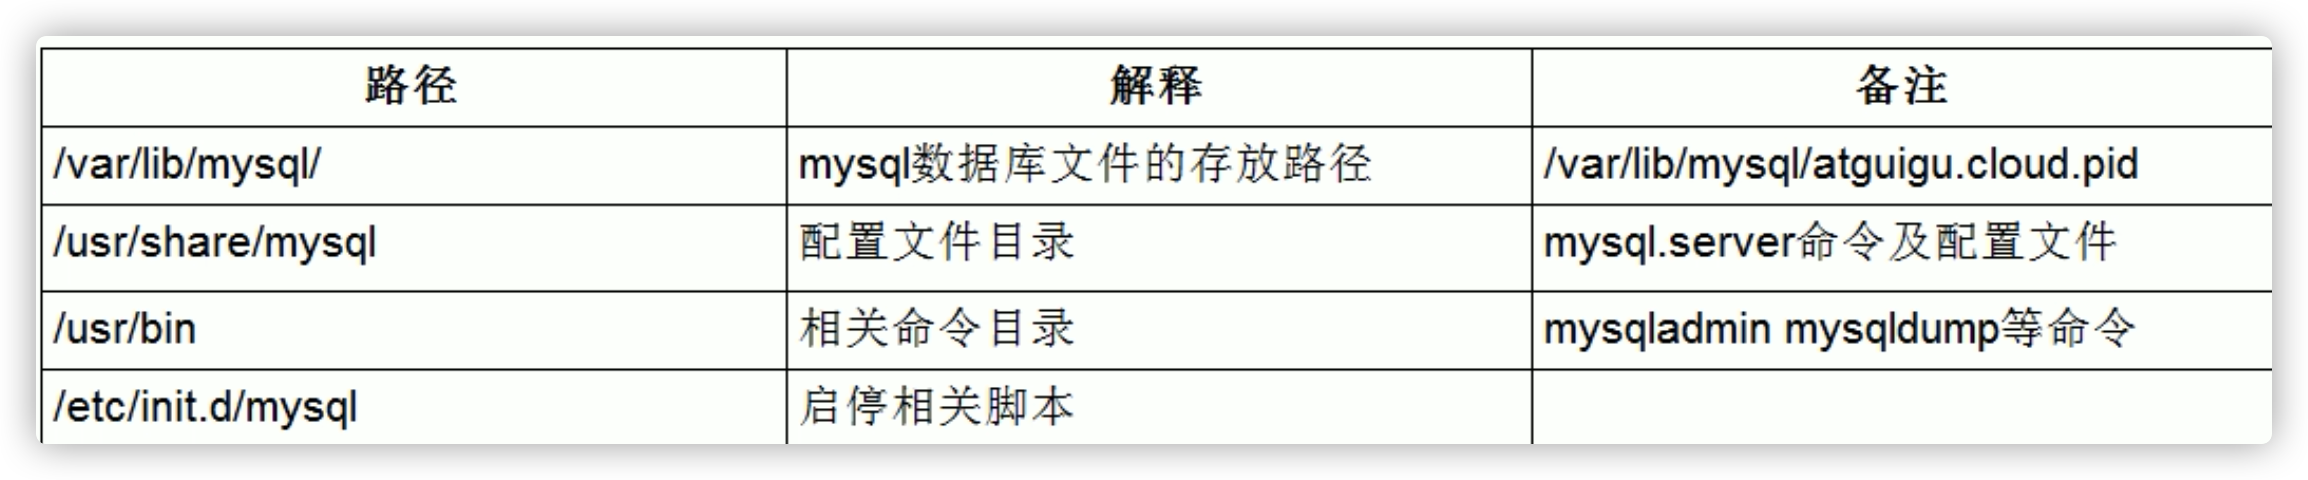 路径 解释 备注
/var/lib/mysql/ mysql数据库文件的存放路径 /var/lib/mysql/atguigu.cloud.pid
/usr/share/mysql 配置文件目录 mysql.server命令及配置文件
/usr/bin 相关命令目录 mysqladmin mysqldump等命令
/etc/init.d/mysql 启停相关脚本